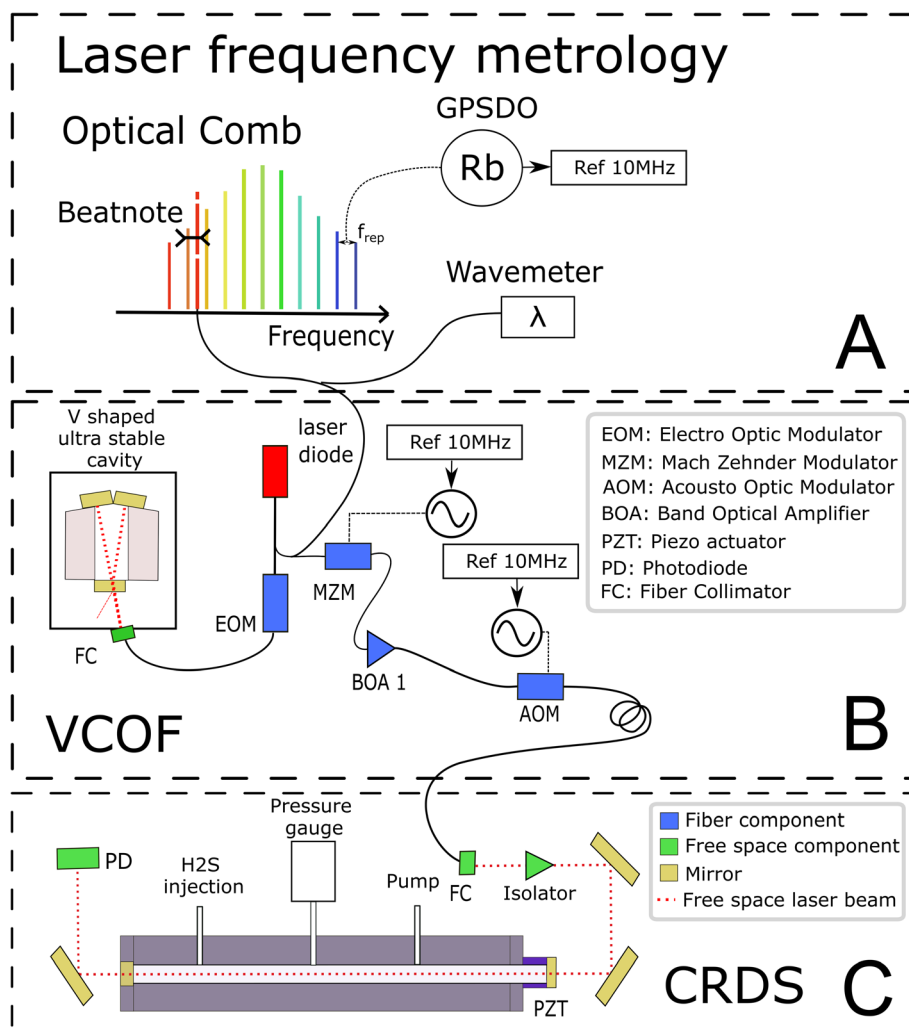 Laser frequency metrology
GPSDO
Optical Comb
Rb
Ref 10MHz
Beatnote
frep
Wavemeter
λ
Frequency
A
V shaped
ultra stable
cavity
laser
diode
Ref 10MHz
EOM: Electro Optic Modulator
MZM: Mach Zehnder Modulator
AOM: Acousto Optic Modulator
BOA: Band Optical Amplifier
PZT: Piezo actuator
PD: Photodiode
FC: Fiber Collimator
Ref 10MHz
MZM
EOM
FC
BOA 1
AOM
VCOF
B
Pressure
gauge
Fiber component
Free space component
Mirror
Free space laser beam
PD
H2S
injection
Pump
FC
Isolator
PZT
CRDS
C